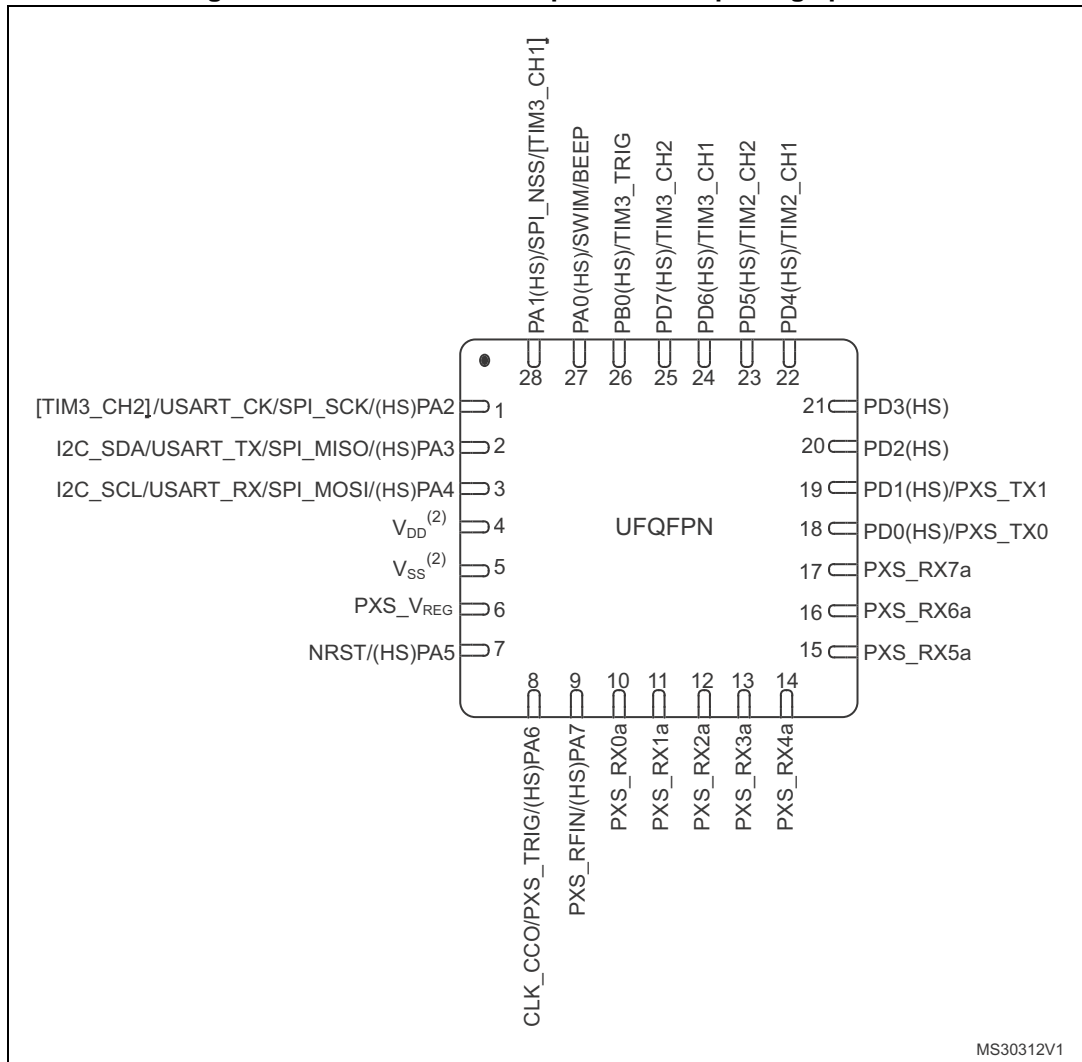 PA1(HS)/SPI_NSS/[TIM3_CH1]
PA0(HS)/SWIM/BEEP
PB0(HS)/TIM3_TRIG
PD7(HS)/TIM3_CH2
PD6(HS)/TIM3_CH1
PD5(HS)/TIM2_CH2
PD4(HS)/TIM2_CH1
28 27 26 25 24 23 22
[TIM3_CH2]/USART_CK/SPI_SCK/(HS)PA2 1
I2C_SDA/USART_TX/SPI_MISO/(HS)PA3 2
I2C_SCL/USART_RX/SPI_MOSI/(HS)PA4 3
VDD(2) 4
VSS(2) 5
PXS_VREG 6
NRST/(HS)PA5 7
UFQFPN
21 PD3(HS)
20 PD2(HS)
19 PD1(HS)/PXS_TX1
18 PD0(HS)/PXS_TX0
17 PXS_RX7a
16 PXS_RX6a
15 PXS_RX5a
8 9 10 11 12 13 14
CLK_CCO/PXS_TRIG/(HS)PA6
PXS_RFIN/(HS)PA7
PXS_RX0a
PXS_RX1a
PXS_RX2a
PXS_RX3a
PXS_RX4a
MS30312V1